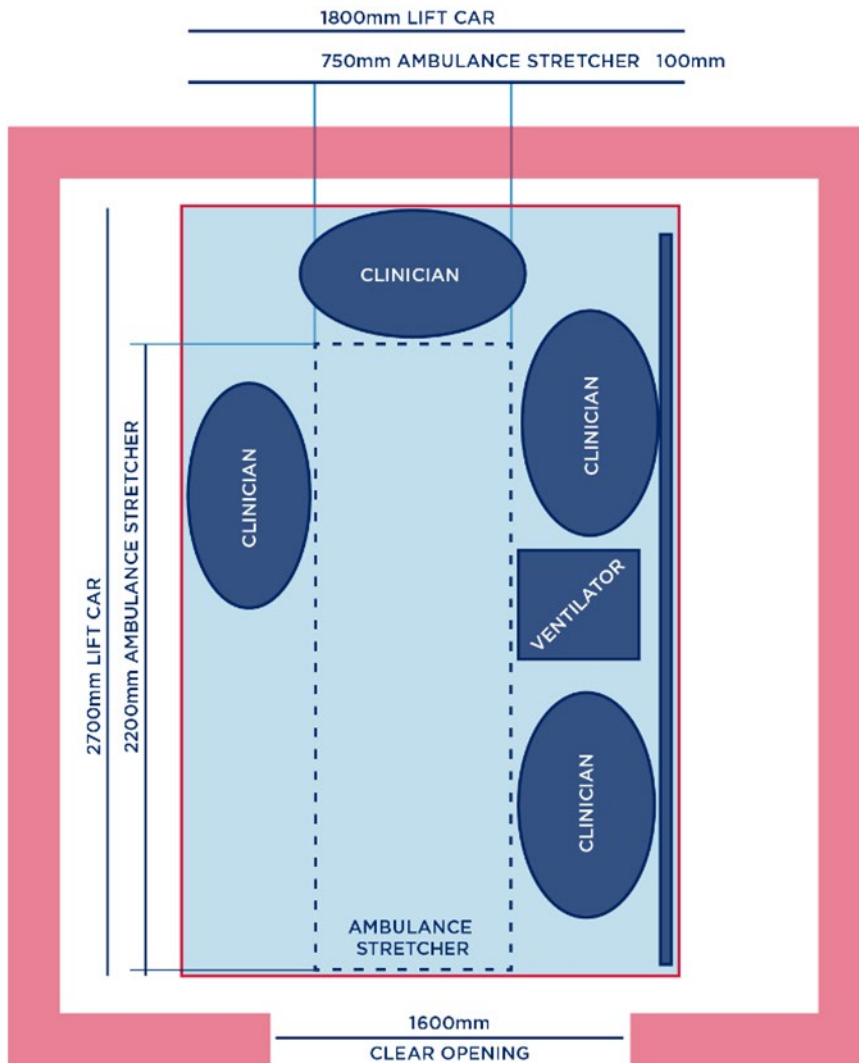 1800mm LIFT CAR
750mm AMBULANCE STRETCHER 100mm
CLINICIAN
CLINICIAN
CLINICIAN
2200mm AMBULANCE STRETCHER
2700mm LIFT CAR
VENTILATOR
CLINICIAN
AMBULANCE
STRETCHER
1600mm
CLEAR OPENING